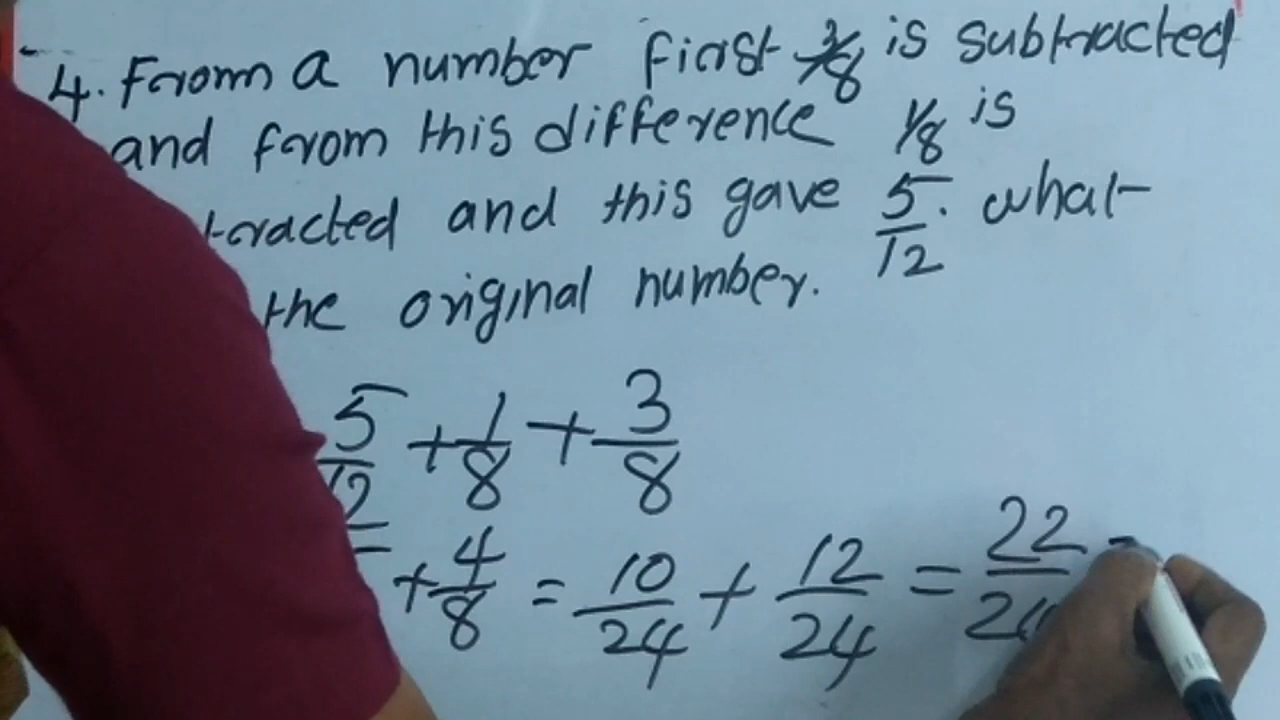 4. From a number first 3/8 is subtracted
and from this difference 1/8 is
tracted and this gave 5/12. what
the original number.
5/12 + 1/8 + 3/8
+ 4/8 = 10/24 + 12/24 = 22/24